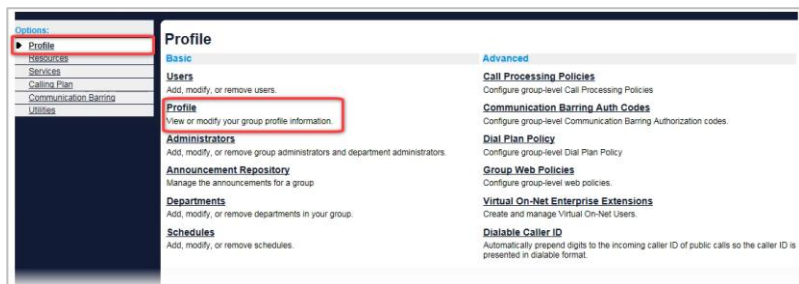 Options:
Profile
Resources
Services
Calling Plan
Communication Barring
Utilities
Profile
Basic
Users
Add, modify, or remove users.
Profile
View or modify your group profile information.
Administrators
Add, modify, or remove group administrators and department administrators.
Announcement Repository
Manage the announcements for a group
Departments
Add, modify, or remove departments in your group.
Schedules
Add, modify, or remove schedules.
Advanced
Call Processing Policies
Configure group-level Call Processing Policies
Communication Barring Auth Codes
Configure group-level Communication Barring Authorization codes.
Dial Plan Policy
Configure group-level Dial Plan Policy
Group Web Policies
Configure group-level web policies.
Virtual On-Net Enterprise Extensions
Create and manage Virtual On-Net Users.
Dialable Caller ID
Automatically prepend digits to the incoming caller ID of public calls so the caller ID is
presented in dialable format.